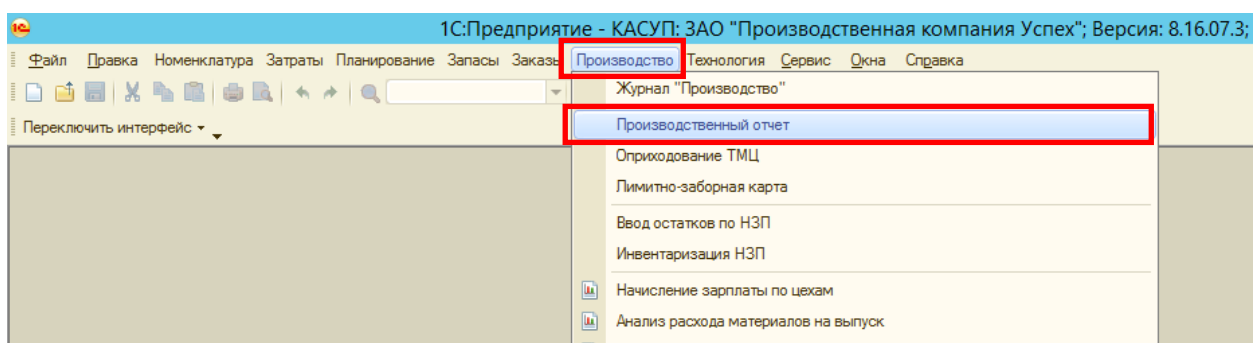 1С:Предприятие - КАСУП: ЗАО "Производственная компания Успех"; Версия: 8.16.07.3;
Файл Правка Номенклатура Затраты Планирование Запасы Заказы Производство Технология Сервис Окна Справка
Журнал "Производство"
Переключить интерфейс
Производственный отчет
Оприходование ТМЦ
Лимитно-заборная карта
Ввод остатков по НЗП
Инвентаризация НЗП
Начисление зарплаты по цехам
Анализ расхода материалов на выпуск